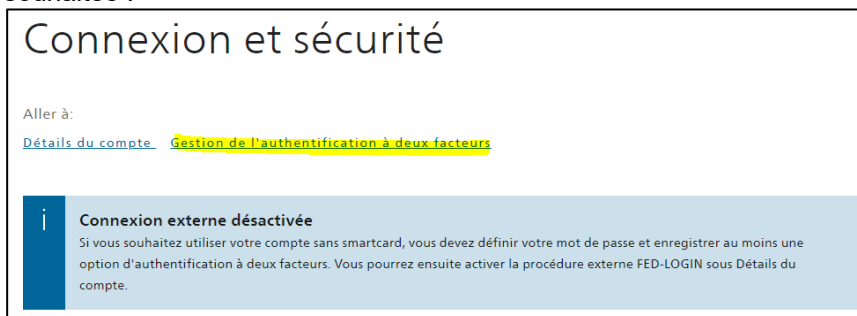 Connexion et sécurité
Aller à:
Détails du compte Gestion de l'authentification à deux facteurs
i Connexion externe désactivée
Si vous souhaitez utiliser votre compte sans smartcard, vous devez définir votre mot de passe et enregistrer au moins une
option d'authentification à deux facteurs. Vous pourrez ensuite activer la procédure externe FED-LOGIN sous Détails du
compte.